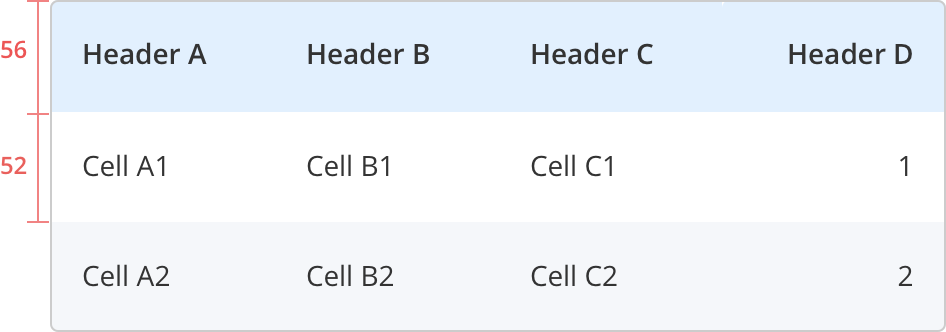 56 Header A Header B Header C Header D
52 Cell A1 Cell B1 Cell C1 1
Cell A2 Cell B2 Cell C2 2